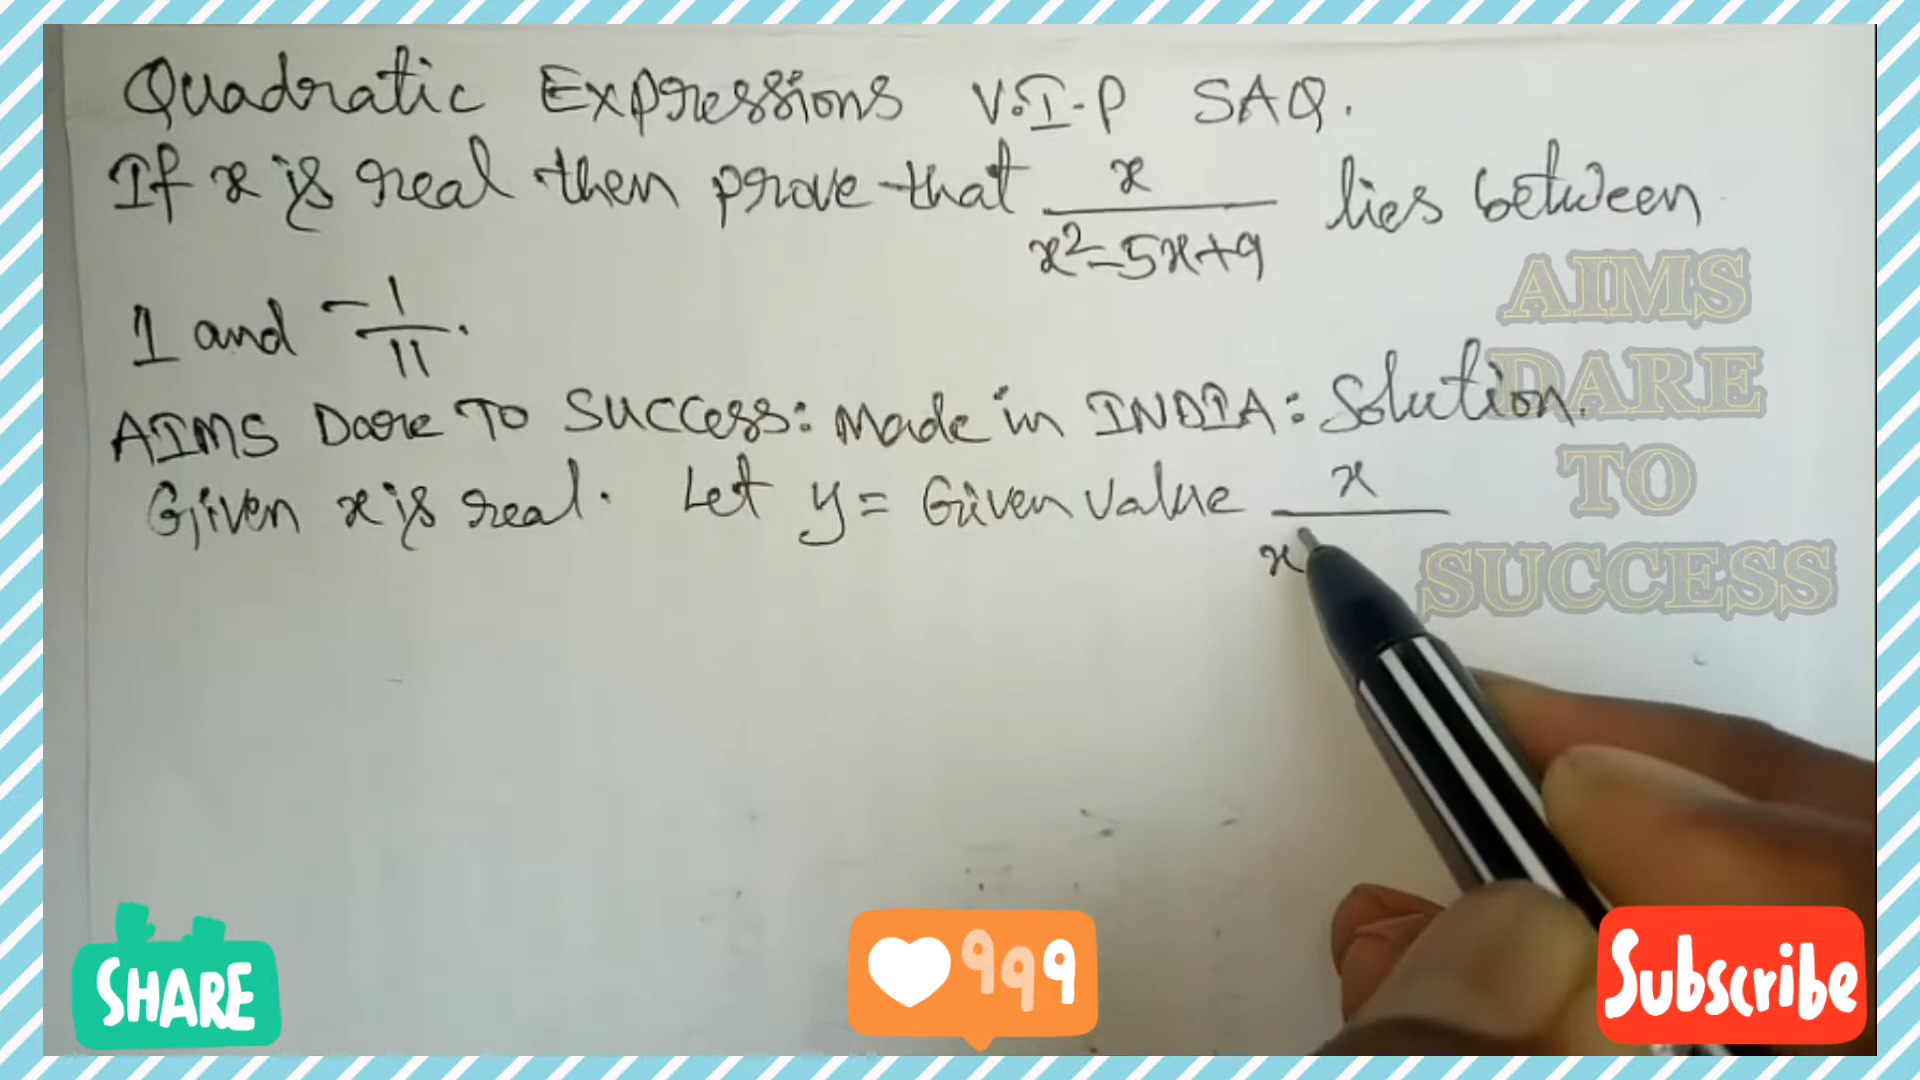 Quadratic Expressions V.I.P SAQ.
If x is real then prove that x/(x²-5x+9) lies between
1 and -1/11.
AIMS Dare To Success: Made in INDIA: Solution.
Given x is real. Let y = Given value x/x
AIMS
DARE
TO
SUCCESS
SHARE
999
Subscribe